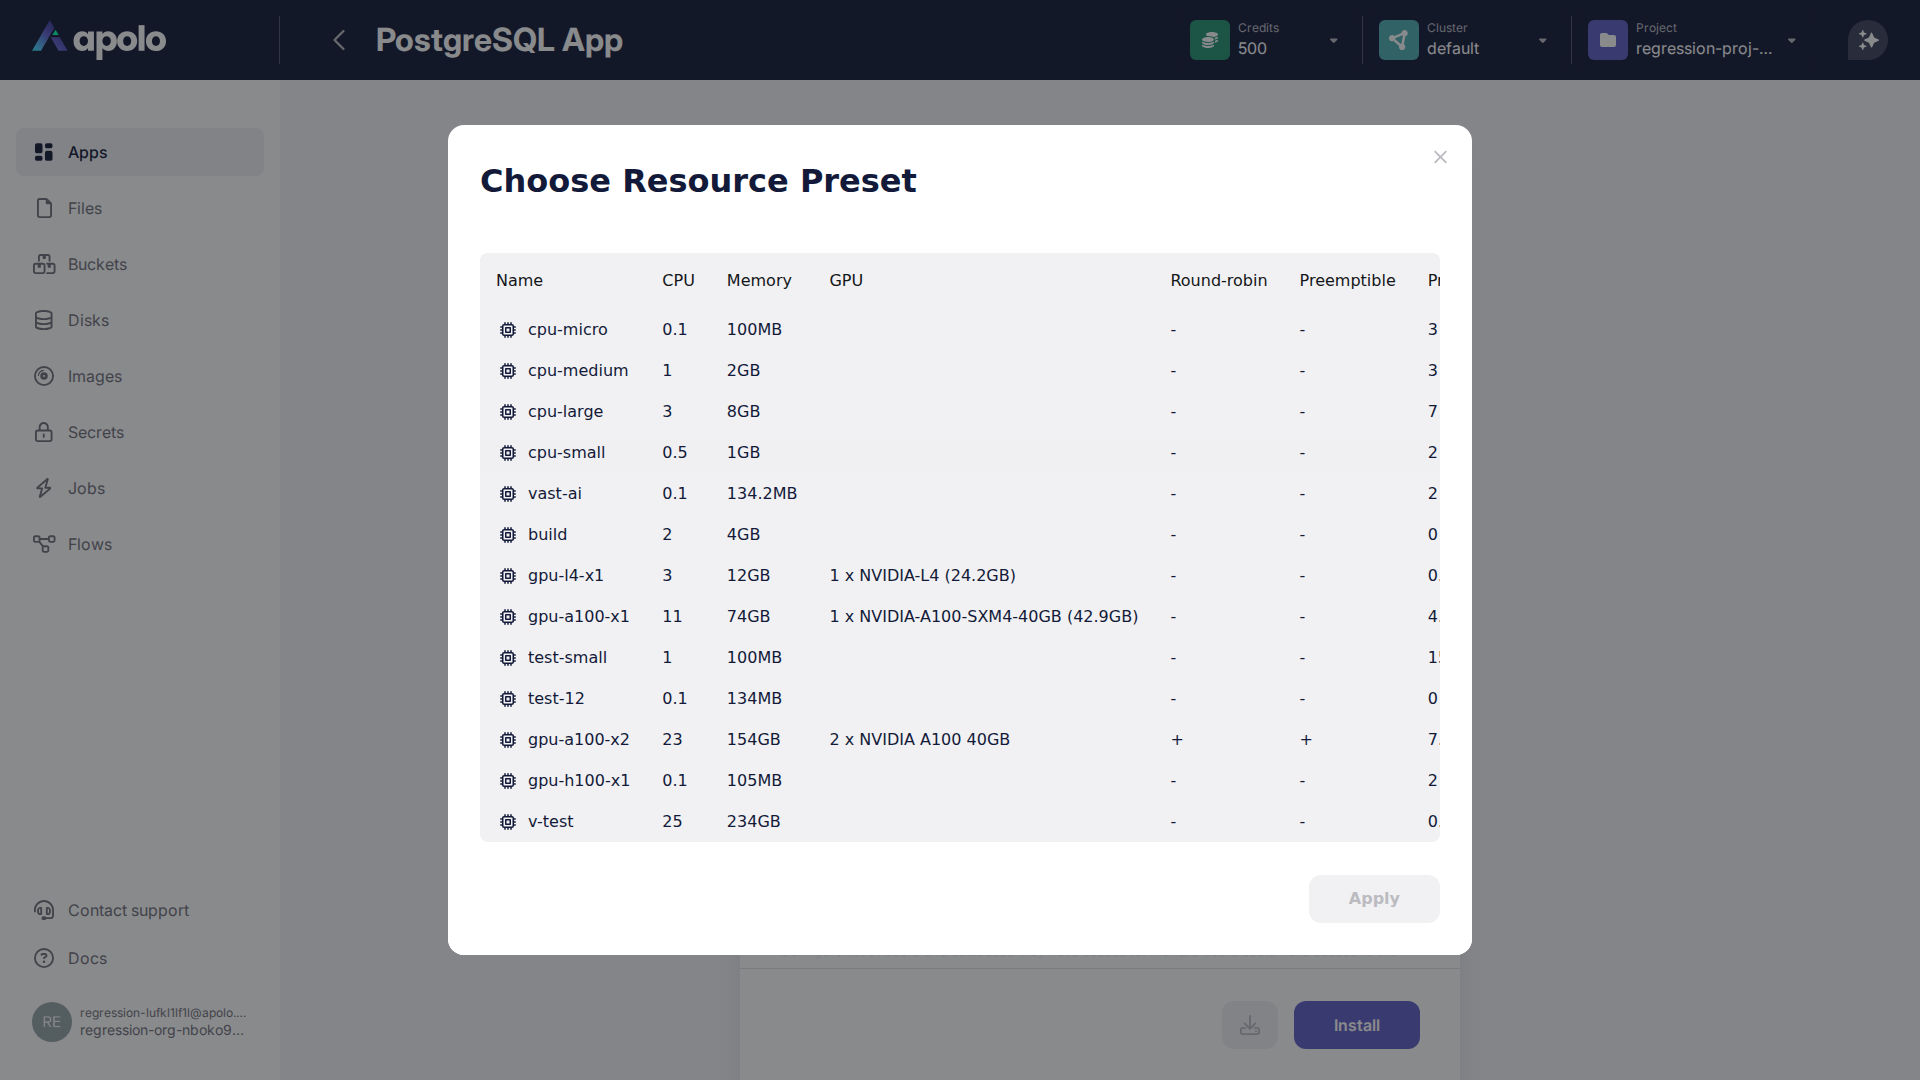 apolo
PostgreSQL App
Credits
500
Cluster
default
Project
regression-proj-...
Apps
Files
Buckets
Disks
Images
Secrets
Jobs
Flows
Contact support
Docs
RE
regression-lufkl1lf1l@apolo....
regression-org-nboko9...
Choose Resource Preset
Name CPU Memory GPU Round-robin Preemptible
cpu-micro 0.1 100MB - - 3
cpu-medium 1 2GB - - 3
cpu-large 3 8GB - - 7
cpu-small 0.5 1GB - - 2
vast-ai 0.1 134.2MB - - 2
build 2 4GB - - 0
gpu-l4-x1 3 12GB 1 x NVIDIA-L4 (24.2GB) - - 0.
gpu-a100-x1 11 74GB 1 x NVIDIA-A100-SXM4-40GB (42.9GB) - - 4.
test-small 1 100MB - - 1
test-12 0.1 134MB - - 0
gpu-a100-x2 23 154GB 2 x NVIDIA A100 40GB + + 7.
gpu-h100-x1 0.1 105MB - - 2
v-test 25 234GB - - 0.
Apply
Install